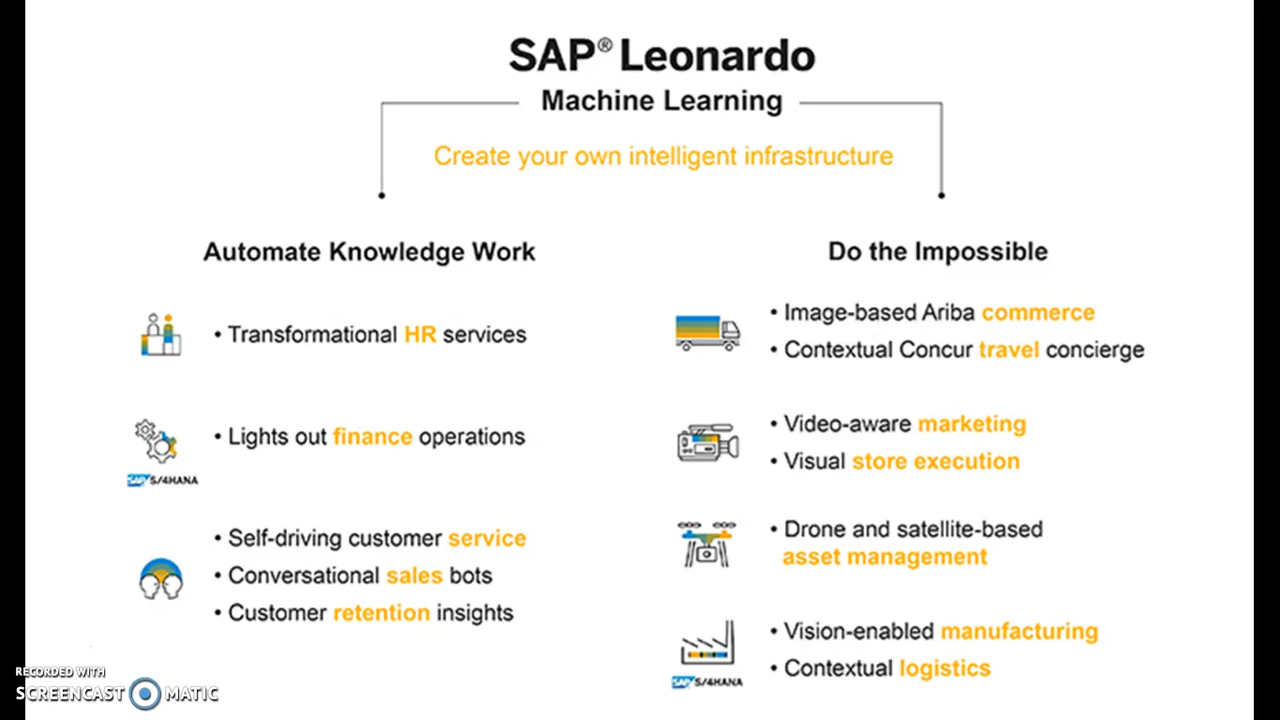 SAP® Leonardo
Machine Learning
Create your own intelligent infrastructure
Automate Knowledge Work
• Transformational HR services
• Lights out finance operations
SAP S/4HANA
• Self-driving customer service
• Conversational sales bots
• Customer retention insights
Do the Impossible
• Image-based Ariba commerce
• Contextual Concur travel concierge
• Video-aware marketing
• Visual store execution
• Drone and satellite-based
asset management
• Vision-enabled manufacturing
• Contextual logistics
SAP S/4HANA
RECORDED WITH
SCREENCAST MATIC